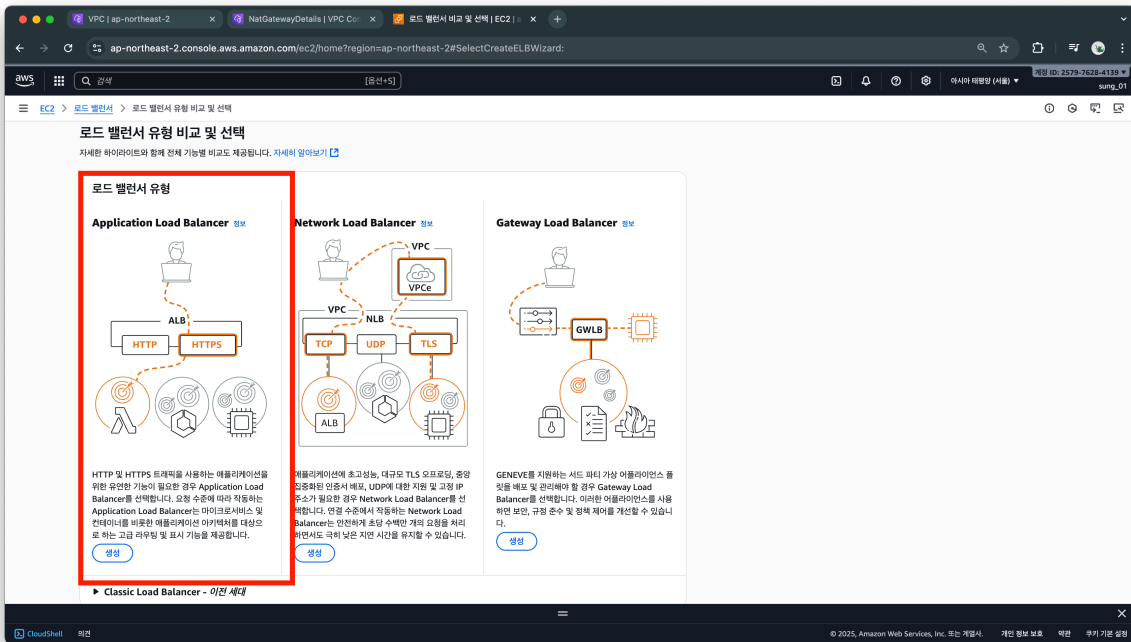 VPC | ap-northeast-2
NatGatewayDetails | VPC Con
로드 밸런서 비교 및 선택 | EC2 | a
ap-northeast-2.console.aws.amazon.com/ec2/home?region=ap-northeast-2#SelectCreateELBWizard:
aws
검색
[옵션+S]
아시아 태평양 (서울)
계정 ID: 2579-7628-4139
sung_01
EC2 > 로드 밸런서 > 로드 밸런서 유형 비교 및 선택
로드 밸런서 유형 비교 및 선택
자세한 하이라이트와 함께 전체 기능별 비교도 제공됩니다. 자세히 알아보기
로드 밸런서 유형
Application Load Balancer 정보
ALB
HTTP
HTTPS
HTTP 및 HTTPS 트래픽을 사용하는 애플리케이션을
위한 유연한 기능이 필요한 경우 Application Load
Balancer를 선택합니다. 요청 수준에 따라 작동하는
Application Load Balancer는 마이크로서비스 및
컨테이너를 비롯한 애플리케이션 아키텍처를 대상으
로 하는 고급 라우팅 및 표시 기능을 제공합니다.
생성
Network Load Balancer 정보
VPC
VPCe
VPC
NLB
TCP
UDP
TLS
ALB
애플리케이션에 초고성능, 대규모 TLS 오프로딩, 중앙
집중화된 인증서 배포, UDP에 대한 지원 및 고정 IP
주소가 필요한 경우 Network Load Balancer를 선
택합니다. 연결 수준에서 작동하는 Network Load
Balancer는 안전하게 초당 수백만 개의 요청을 처리
하면서도 극히 낮은 지연 시간을 유지할 수 있습니다.
생성
Gateway Load Balancer 정보
GWLB
GENEVE를 지원하는 서드 파티 가상 어플라이언스 플
릿을 배포 및 관리해야 할 경우 Gateway Load
Balancer를 선택합니다. 이러한 어플라이언스를 사용
하면 보안, 규정 준수 및 정책 제어를 개선할 수 있습니
다.
생성
Classic Load Balancer - 이전 세대
CloudShell
의견
© 2025, Amazon Web Services, Inc. 또는 계열사.
개인 정보 보호
약관
쿠키 기본 설정